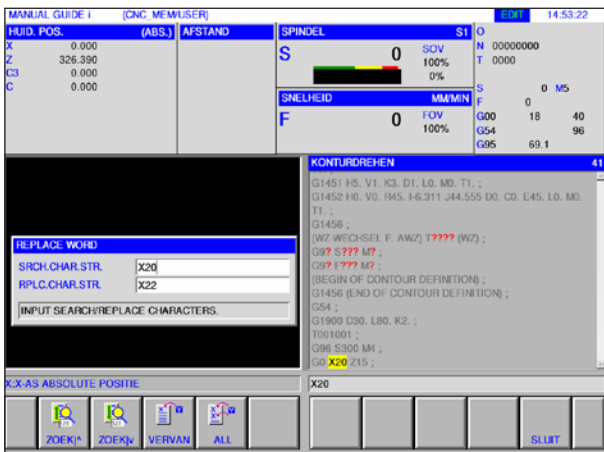 MANUAL GUIDE i [CNC_MEM/USER] EDIT 14:53:22
HUID. POS. (ABS.) AFSTAND SPINDEL S1 O
X 0.000 S 0 SOV N 00000000
Z 326.390 100% T 0000
C3 0.000 0%
C 0.000 S 0 M5
SNELHEID MM/MIN F 0
F 0 FOV G00 18 40
100% G54 96
G95 69.1
KONTURDREHEN 41
G1451 H5. V1. K3. D1. L0. M0. T1. ;
G1452 H0. V0. R45. I-6.311 J44.555 D0. C0. E45. L0. M0.
T1. ;
G1456 ;
(WZ-WECHSEL F. AWZ) T???? (WZ) ;
G9? S??? M? ;
G9? F??? M? ;
(BEGIN OF CONTOUR DEFINITION) ;
G1456 (END OF CONTOUR DEFINITION) ;
G54 ;
G1900 D30. L80. K2. ;
T001001 ;
G96 S300 M4 ;
G0 X20 Z15 ;
REPLACE WORD
SRCH.CHAR.STR. X20
RPLC.CHAR.STR. X22
INPUT SEARCH/REPLACE CHARACTERS.
X:X-AS ABSOLUTE POSITIE X20
ZOEK|^ ZOEK|v VERVAN ALL SLUIT